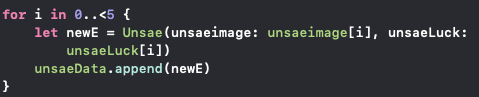 for i in 0..<5 {
let newE = Unsae(unsaeimage: unsaeimage[i], unsaeLuck:
unsaeLuck[i])
unsaeData.append(newE)
}